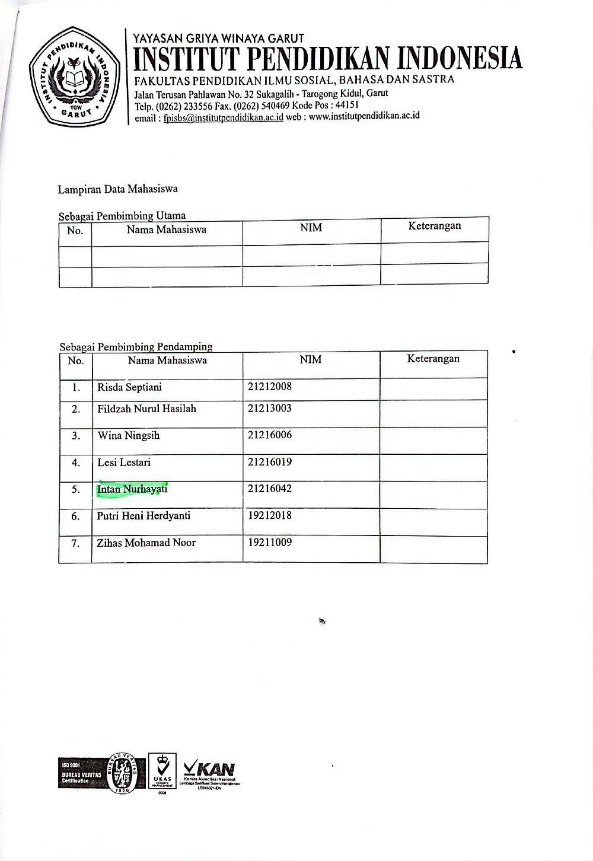 YAYASAN GRIYA WINAYA GARUT
INSTITUT PENDIDIKAN INDONESIA
FAKULTAS PENDIDIKAN ILMU SOSIAL, BAHASA DAN SASTRA
Jalan Terusan Pahlawan No. 32 Sukagalih - Tarogong Kidul, Garut
Telp. (0262) 233556 Fax. (0262) 540469 Kode Pos : 44151
email : fpisbs@institutpendidikan.ac.id web : www.institutpendidikan.ac.id
INSTITUT PENDIDIKAN INDONESIA
GARUT
Lampiran Data Mahasiswa
Sebagai Pembimbing Utama
No. Nama Mahasiswa NIM Keterangan
Sebagai Pembimbing Pendamping
No. Nama Mahasiswa NIM Keterangan
1. Risda Septiani 21212008
2. Fildzah Nurul Hasilah 21213003
3. Wina Ningsih 21216006
4. Lesi Lestari 21216019
5. Intan Nurhayati 21216042
6. Putri Heni Herdyanti 19212018
7. Zihas Mohamad Noor 19211009
ISO 9001
BUREAU VERITAS
Certification
BUREAU VERITAS
1828
UKAS
MANAGEMENT
KAN
Komite Akreditasi Nasional